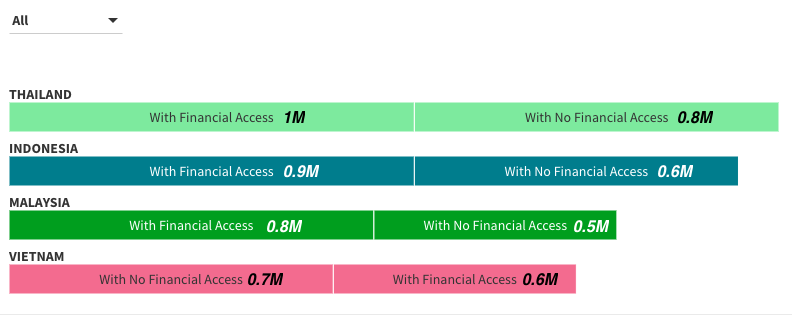 All
THAILAND
With Financial Access 1M With No Financial Access 0.8M
INDONESIA
With Financial Access 0.9M With No Financial Access 0.6M
MALAYSIA
With Financial Access 0.8M With No Financial Access 0.5M
VIETNAM
With No Financial Access 0.7M With Financial Access 0.6M